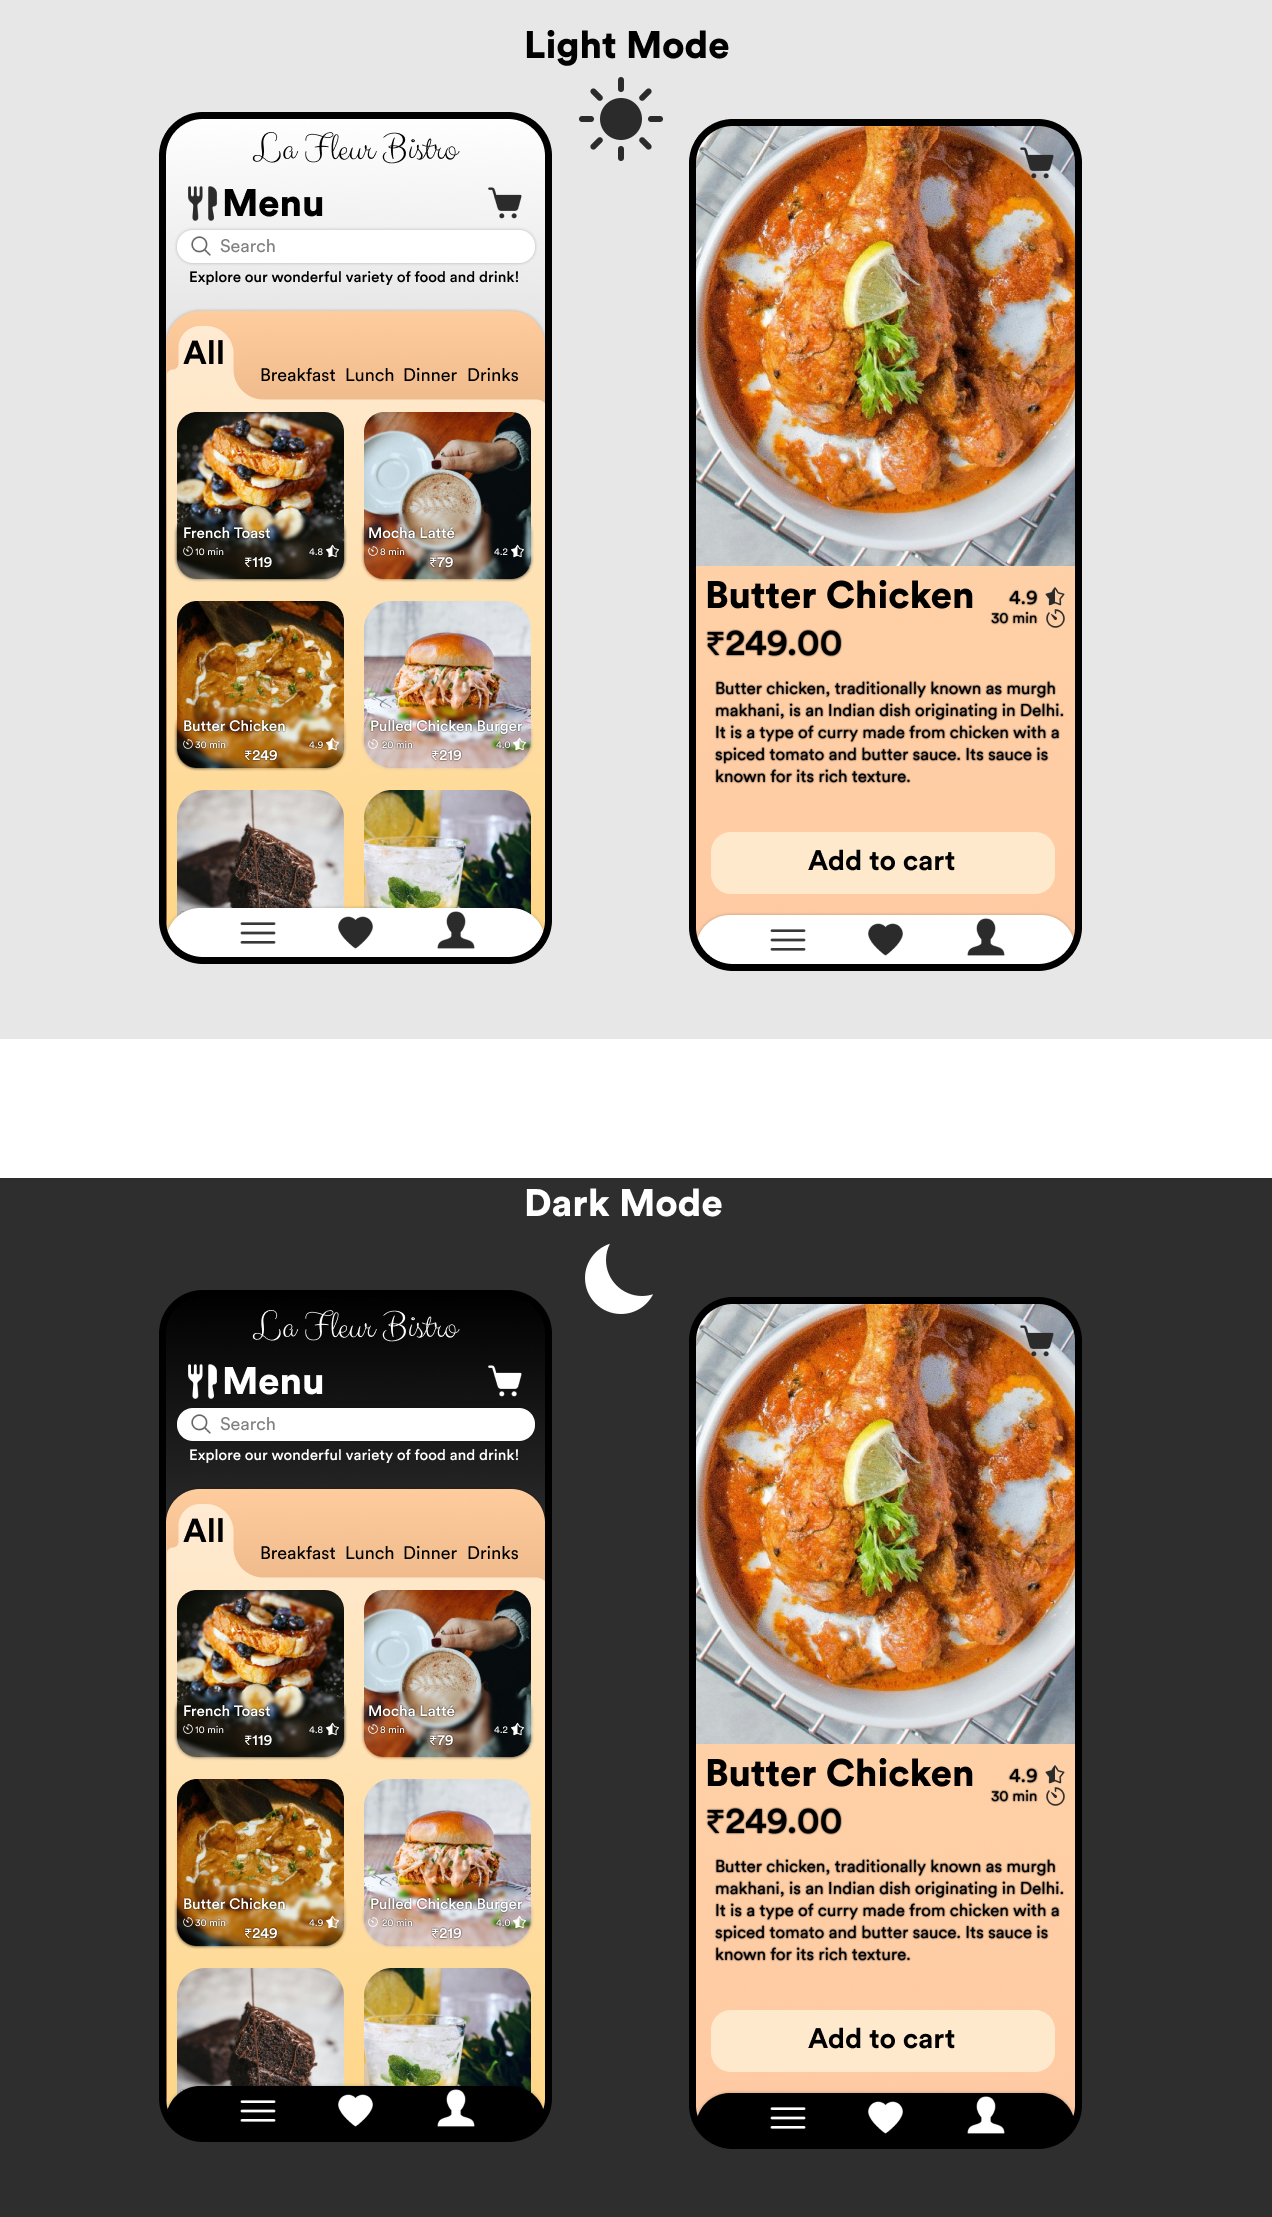 Light Mode
La Fleur Bistro
Menu
Search
Explore our wonderful variety of food and drink!
All
Breakfast Lunch Dinner Drinks
French Toast
10 min 4.8
₹119
Mocha Latté
8 min 4.2
₹79
Butter Chicken
30 min 4.9
₹249
Pulled Chicken Burger
20 min 4.0
₹219
Butter Chicken
4.9
30 min
₹249.00
Butter chicken, traditionally known as murgh
makhani, is an Indian dish originating in Delhi.
It is a type of curry made from chicken with a
spiced tomato and butter sauce. Its sauce is
known for its rich texture.
Add to cart
Dark Mode
La Fleur Bistro
Menu
Search
Explore our wonderful variety of food and drink!
All
Breakfast Lunch Dinner Drinks
French Toast
10 min 4.8
₹119
Mocha Latté
8 min 4.2
₹79
Butter Chicken
30 min 4.9
₹249
Pulled Chicken Burger
20 min 4.0
₹219
Butter Chicken
4.9
30 min
₹249.00
Butter chicken, traditionally known as murgh
makhani, is an Indian dish originating in Delhi.
It is a type of curry made from chicken with a
spiced tomato and butter sauce. Its sauce is
known for its rich texture.
Add to cart